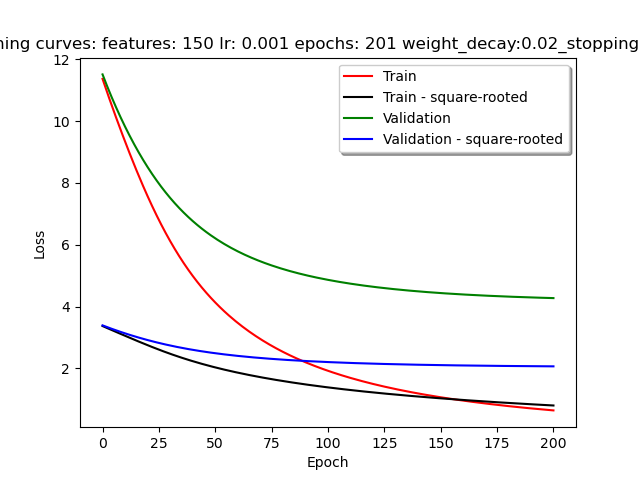 curves: features: 150 lr: 0.001 epochs: 201 weight_decay:0.02_stopping
Train
Train - square-rooted
Validation
Validation - square-rooted
Loss
12
10
8
6
4
2
0 25 50 75 100 125 150 175 200
Epoch